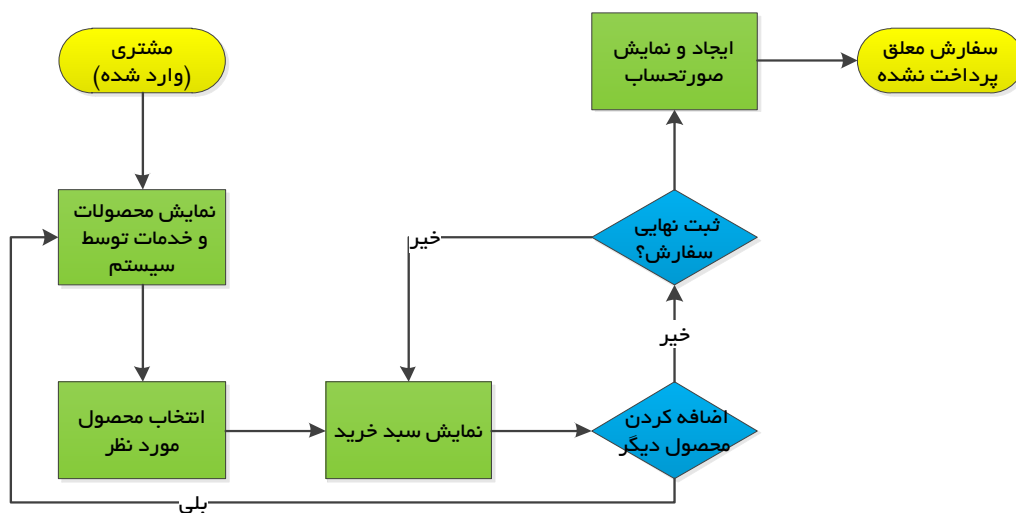 مشتری
(وارد شده)
نمایش محصولات
و خدمات توسط
سیستم
انتخاب محصول
مورد نظر
نمایش سبد خرید
اضافه کردن
محصول دیگر
بلی
خیر
ثبت نهایی
سفارش؟
خیر
ایجاد و نمایش
صورتحساب
سفارش معلق
پرداخت نشده